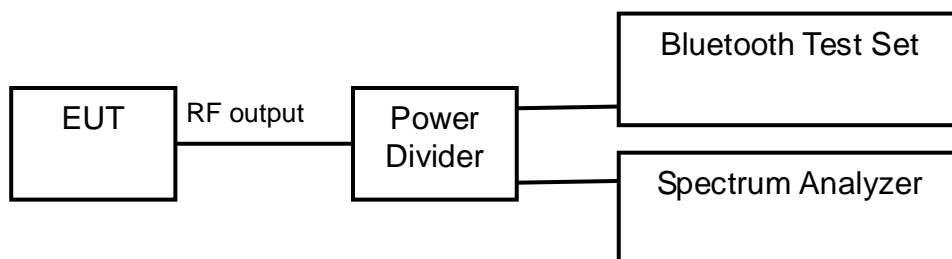 EUT
RF output
Power
Divider
Bluetooth Test Set
Spectrum Analyzer